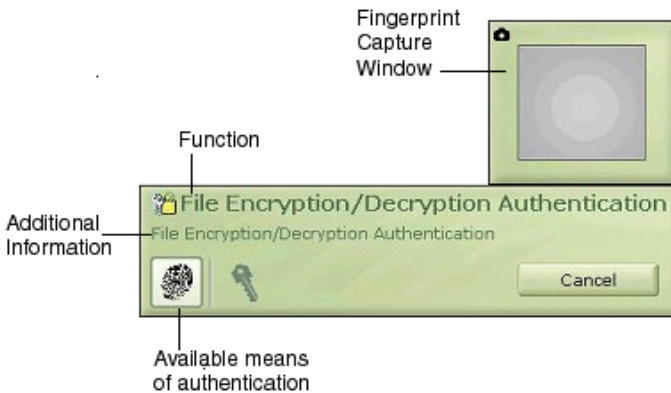 Fingerprint
Capture
Window
Function
File Encryption/Decryption Authentication
Additional
Information
File Encryption/Decryption Authentication
Cancel
Available means
of authentication